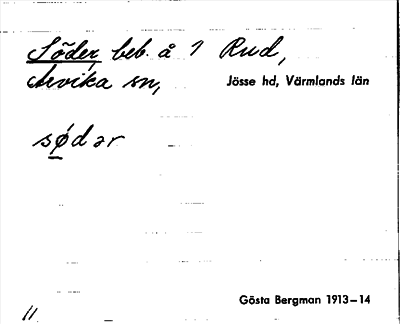 Söder beb. å 1 Rud,
Arvika sn, Jösse hd, Värmlands län
sødər
Gösta Bergman 1913–14
11